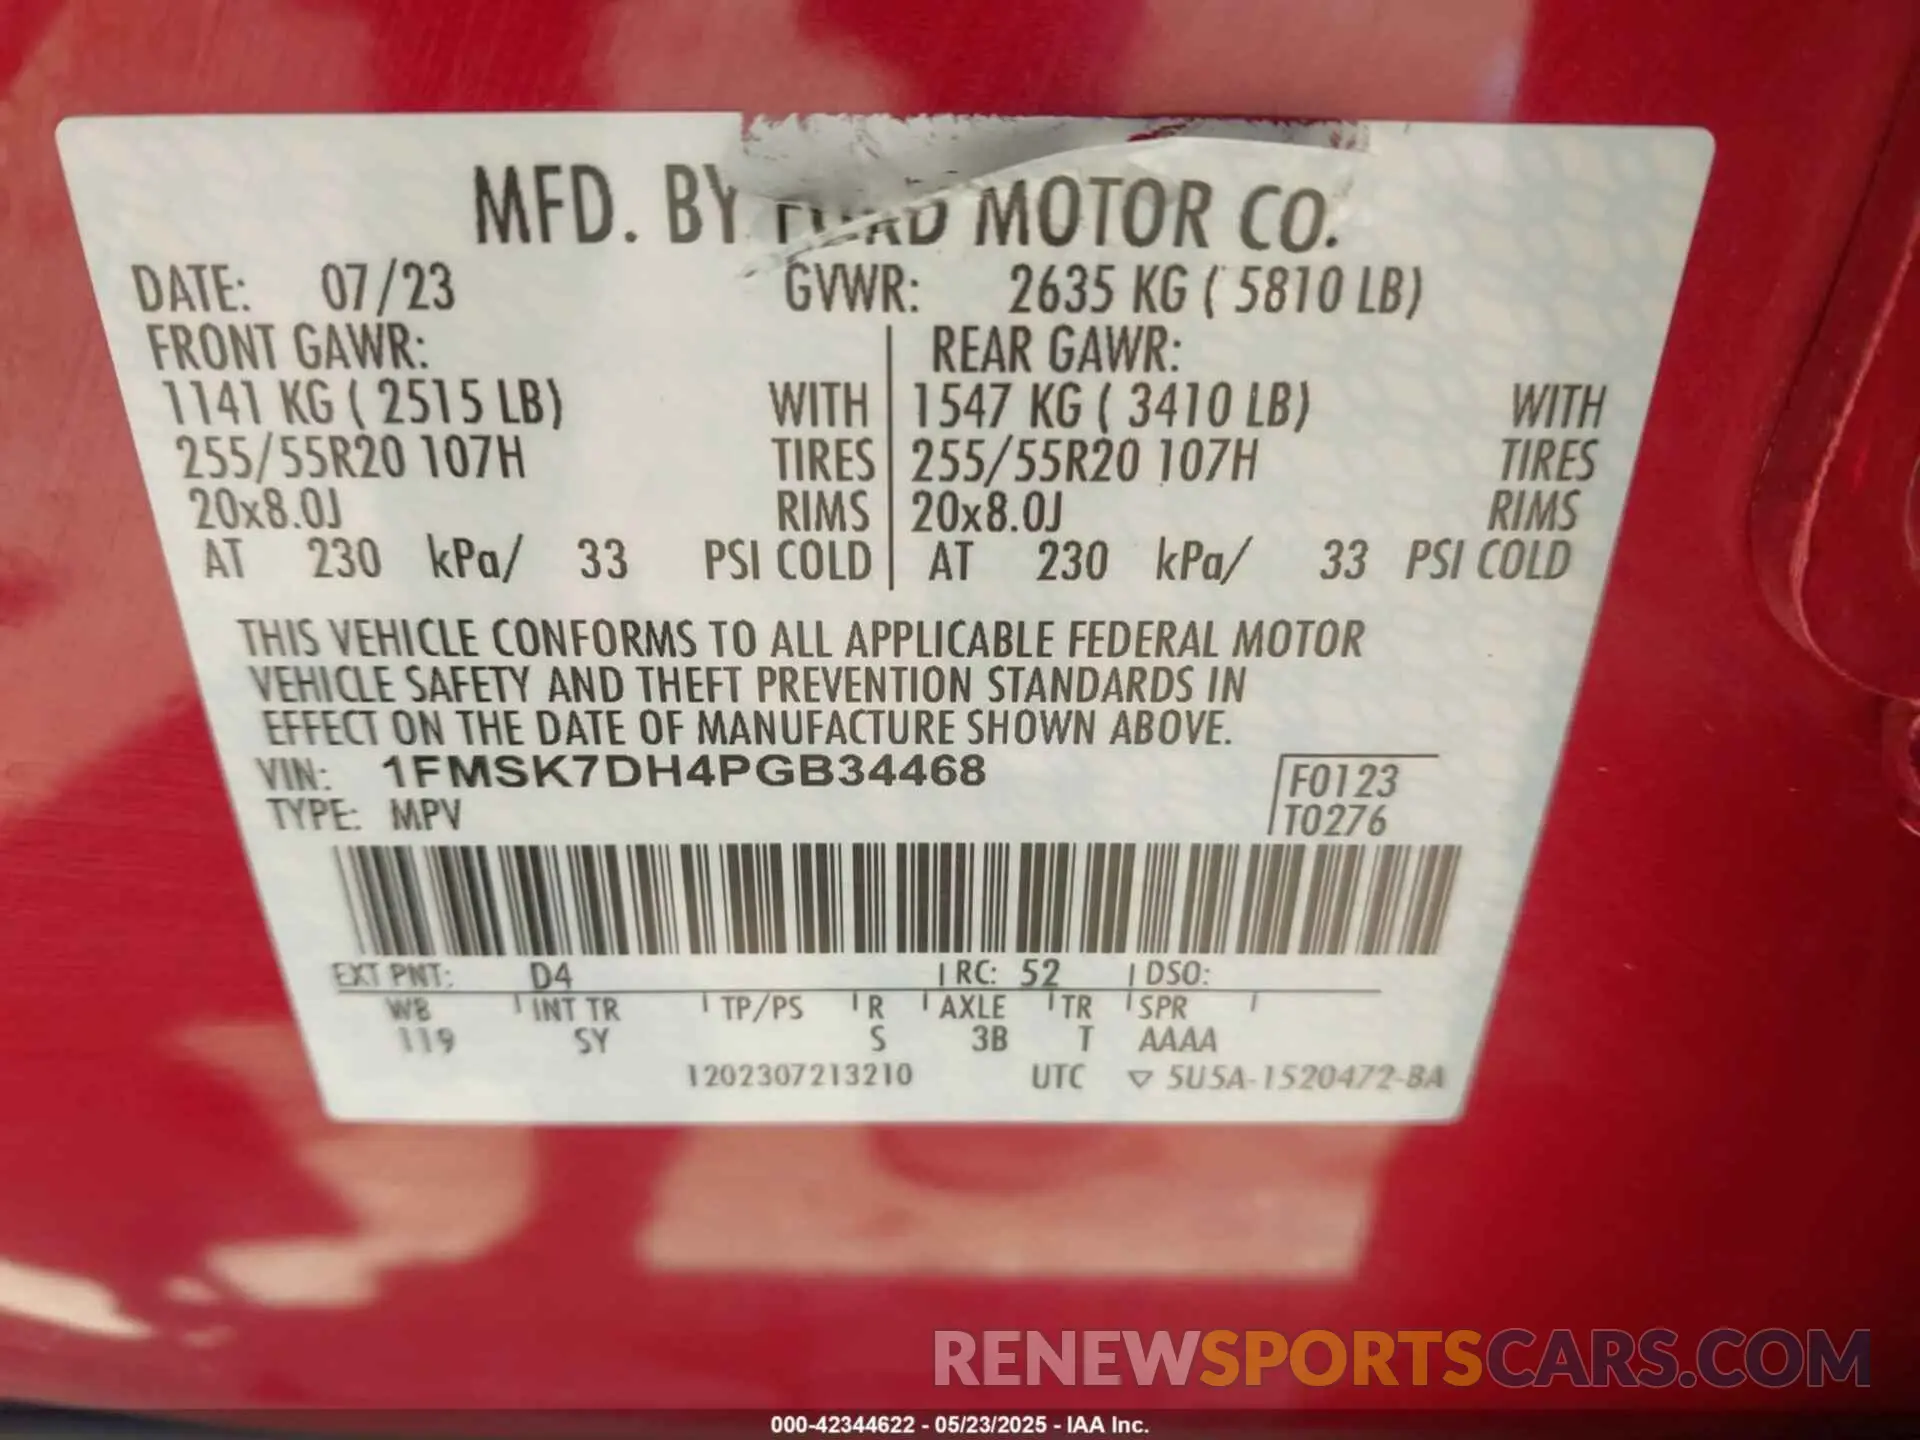 MFD. BY FORD MOTOR CO.
DATE: 07/23 GVWR: 2635 KG ( 5810 LB)
FRONT GAWR: REAR GAWR:
1141 KG ( 2515 LB) WITH 1547 KG ( 3410 LB) WITH
255/55R20 107H TIRES 255/55R20 107H TIRES
20x8.0J RIMS 20x8.0J RIMS
AT 230 kPa/ 33 PSI COLD AT 230 kPa/ 33 PSI COLD
THIS VEHICLE CONFORMS TO ALL APPLICABLE FEDERAL MOTOR
VEHICLE SAFETY AND THEFT PREVENTION STANDARDS IN
EFFECT ON THE DATE OF MANUFACTURE SHOWN ABOVE.
VIN: 1FMSK7DH4PGB34468 F0123
TYPE: MPV T0276
EXT PNT: D4 RC: 52 DSO:
WB INT TR TP/PS R AXLE TR SPR
119 SY S 3B T AAAA
1202307213210 UTC ▽ 5U5A-1520472-BA
RENEWSPORTSCARS.COM
000-42344622 - 05/23/2025 - IAA Inc.